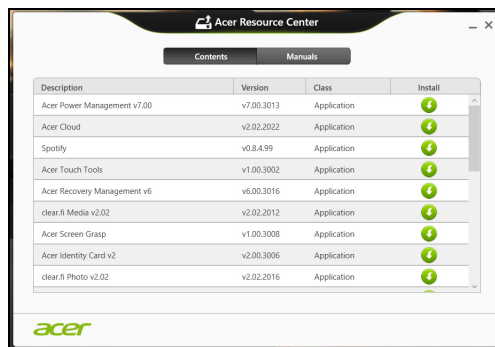 Acer Resource Center
Contents Manuals
Description Version Class Install
Acer Power Management v7.00 v7.00.3013 Application
Acer Cloud v2.02.2022 Application
Spotify v0.8.4.99 Application
Acer Touch Tools v1.00.3002 Application
Acer Recovery Management v6 v6.00.3016 Application
clear.fi Media v2.02 v2.02.2012 Application
Acer Screen Grasp v1.00.3008 Application
Acer Identity Card v2 v2.00.3006 Application
clear.fi Photo v2.02 v2.02.2016 Application
acer